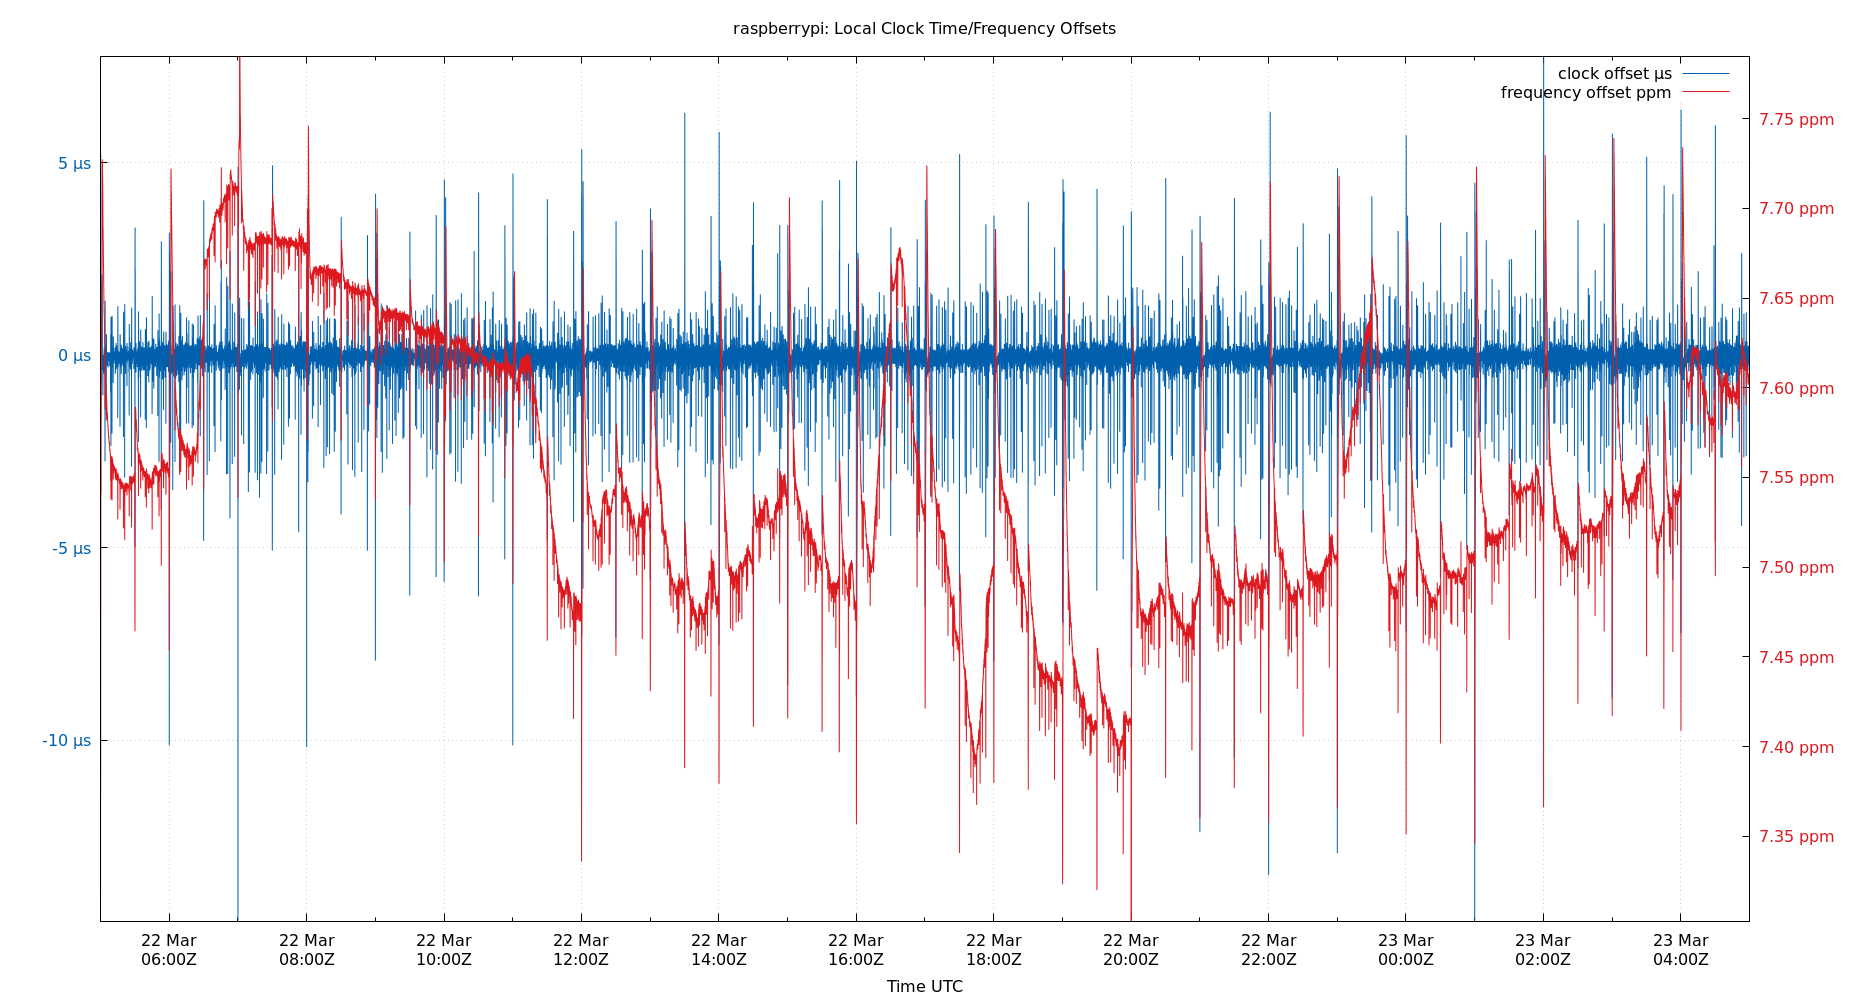 raspberrypi: Local Clock Time/Frequency Offsets
clock offset µs
frequency offset ppm
5 µs
0 µs
-5 µs
-10 µs
7.75 ppm
7.70 ppm
7.65 ppm
7.60 ppm
7.55 ppm
7.50 ppm
7.45 ppm
7.40 ppm
7.35 ppm
22 Mar 22 Mar 22 Mar 22 Mar 22 Mar 22 Mar 22 Mar 22 Mar 22 Mar 23 Mar 23 Mar 23 Mar
06:00Z 08:00Z 10:00Z 12:00Z 14:00Z 16:00Z 18:00Z 20:00Z 22:00Z 00:00Z 02:00Z 04:00Z
Time UTC